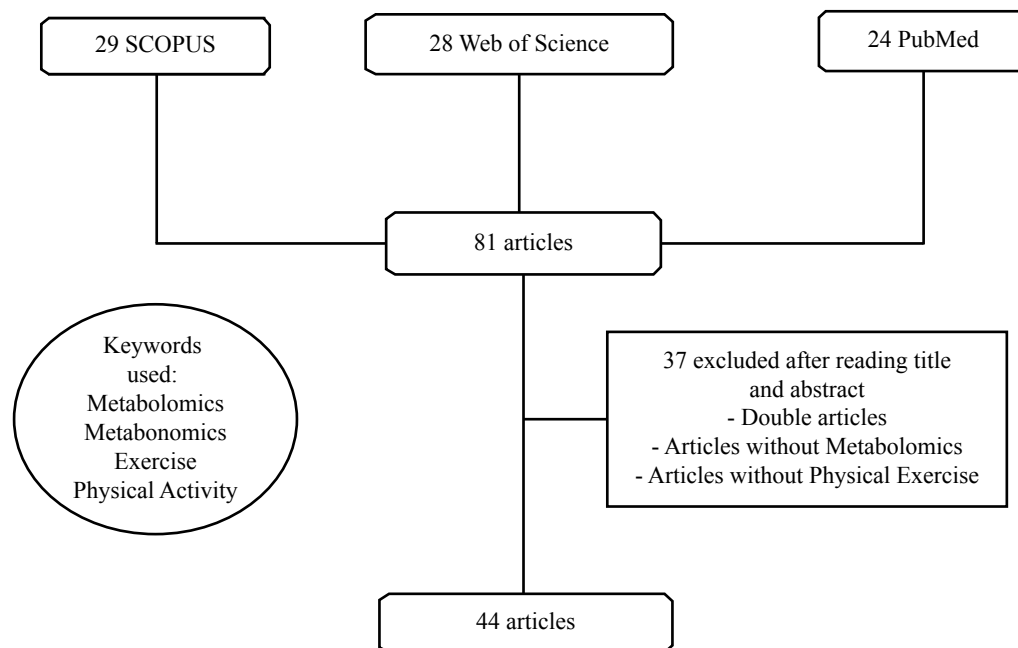 29 SCOPUS
28 Web of Science
24 PubMed
81 articles
Keywords
used:
Metabolomics
Metabonomics
Exercise
Physical Activity
37 excluded after reading title
and abstract
- Double articles
- Articles without Metabolomics
- Articles without Physical Exercise
44 articles